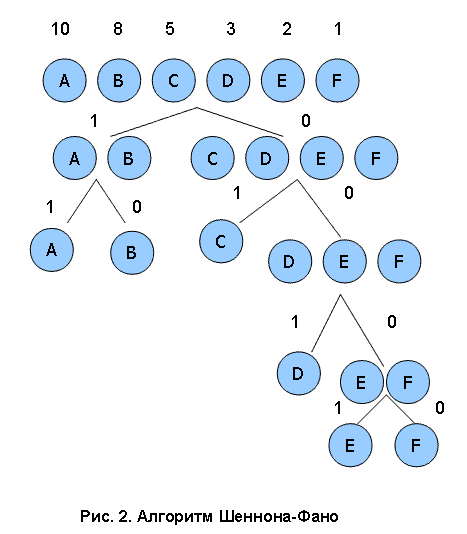 10 8 5 3 2 1
A B C D E F
1 0
A B C D E F
1 0 1 0
A B C D E F
1 0
D E F
1 0
E F
Рис. 2. Алгоритм Шеннона-Фано